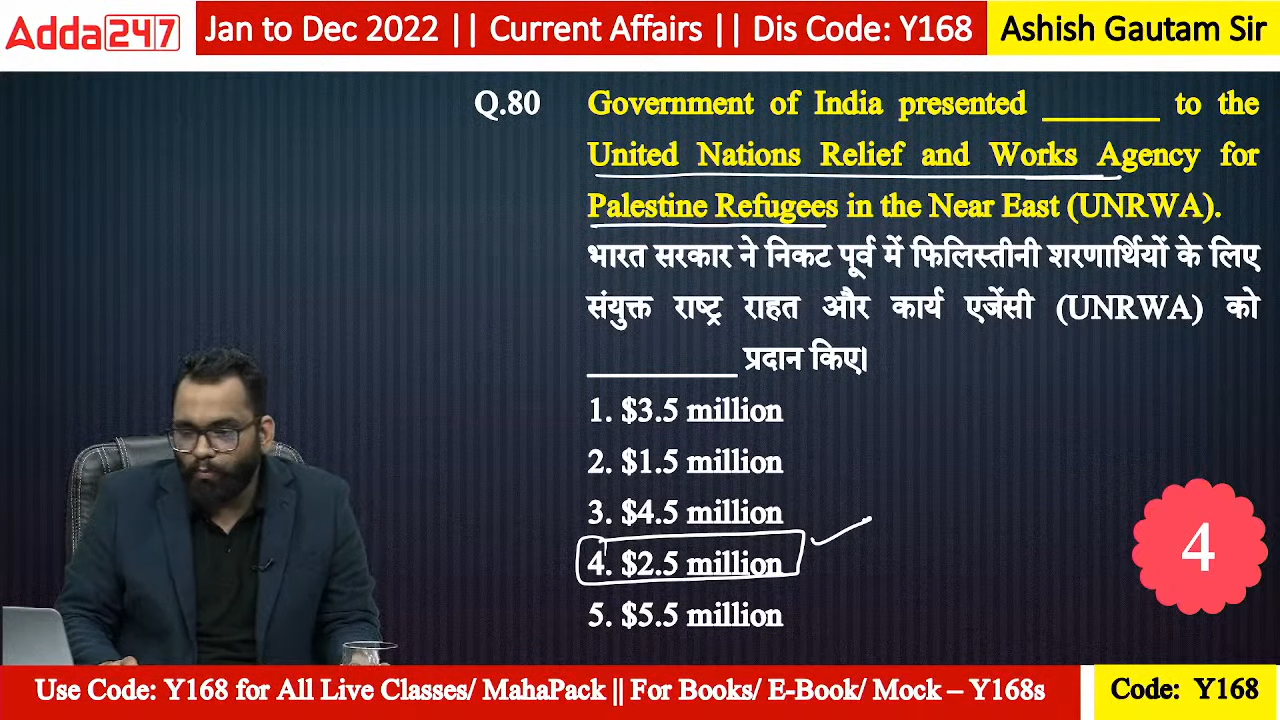 Adda247 Jan to Dec 2022 || Current Affairs || Dis Code: Y168 Ashish Gautam Sir
Q.80 Government of India presented ________ to the
United Nations Relief and Works Agency for
Palestine Refugees in the Near East (UNRWA).
भारत सरकार ने निकट पूर्व में फिलिस्तीनी शरणार्थियों के लिए
संयुक्त राष्ट्र राहत और कार्य एजेंसी (UNRWA) को
__________ प्रदान किए।
1. $3.5 million
2. $1.5 million
3. $4.5 million
4. $2.5 million
5. $5.5 million
4
Use Code: Y168 for All Live Classes/ MahaPack || For Books/ E-Book/ Mock – Y168s
Code: Y168